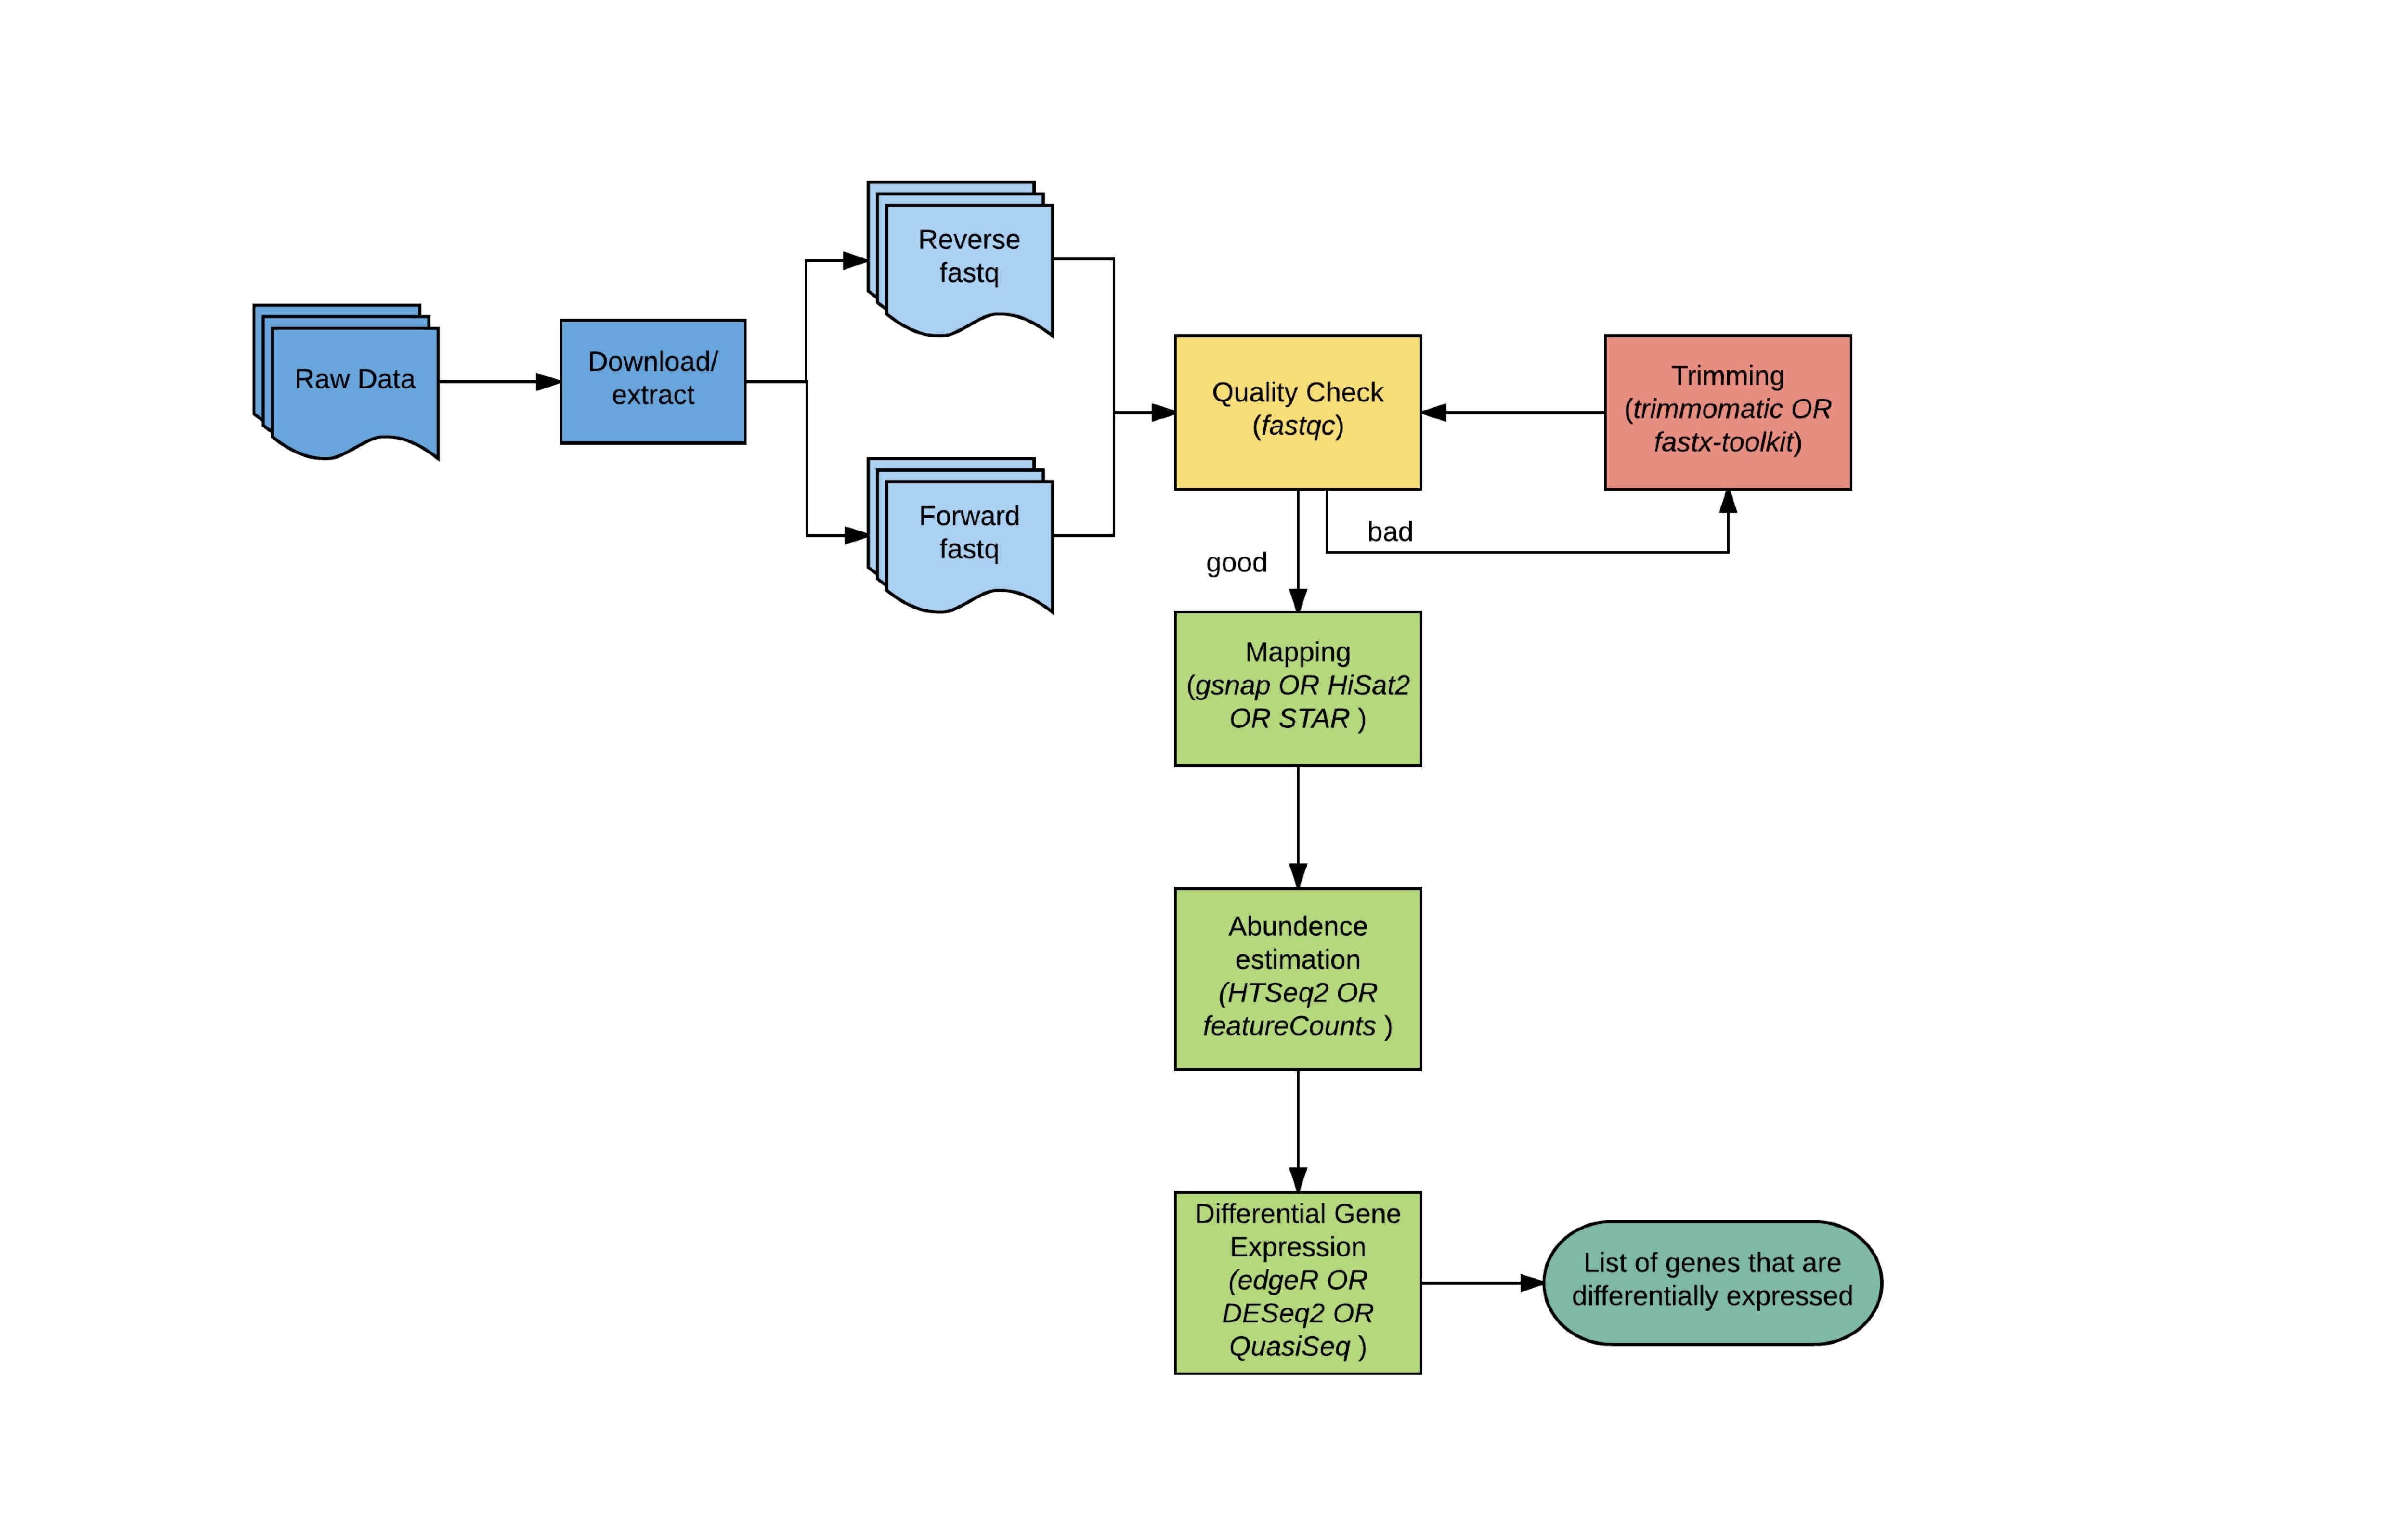 Raw Data
Download/
extract
Reverse
fastq
Forward
fastq
Quality Check
(fastqc)
Trimming
(trimmomatic OR
fastx-toolkit)
bad
good
Mapping
(gsnap OR HiSat2
OR STAR )
Abundence
estimation
(HTSeq2 OR
featureCounts )
Differential Gene
Expression
(edgeR OR
DESeq2 OR
QuasiSeq )
List of genes that are
differentially expressed